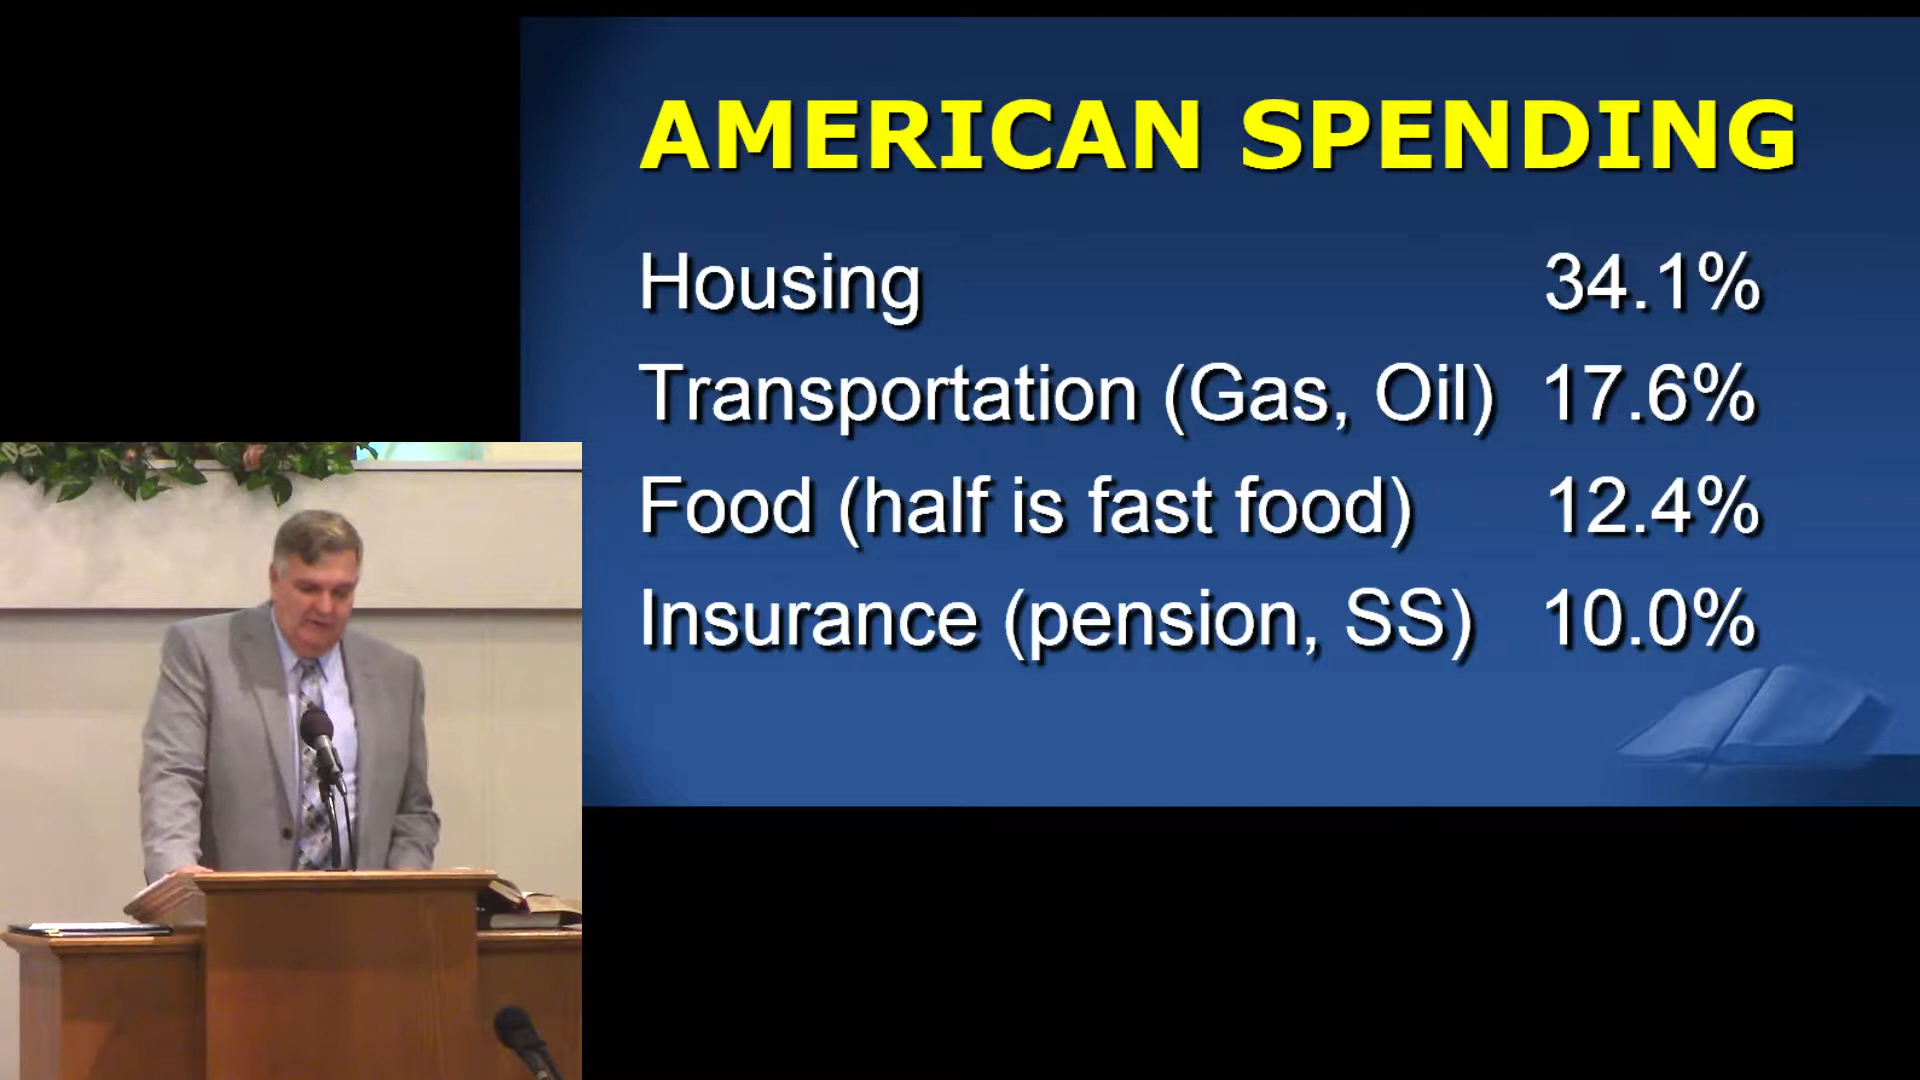 AMERICAN SPENDING
Housing 34.1%
Transportation (Gas, Oil) 17.6%
Food (half is fast food) 12.4%
Insurance (pension, SS) 10.0%